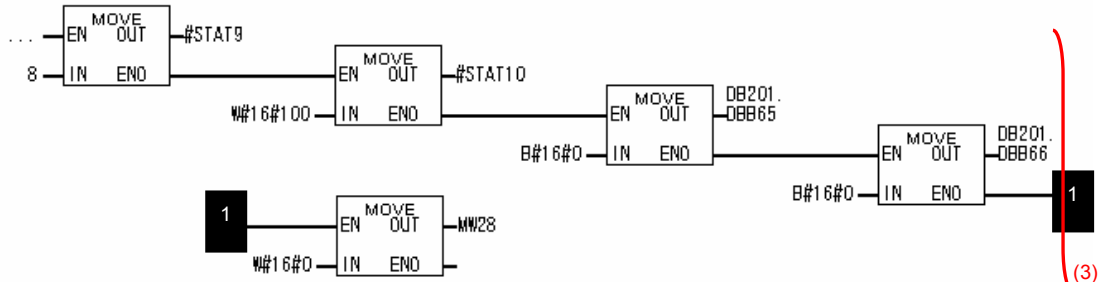 MOVE
... EN OUT #STAT9
8 IN ENO
MOVE
EN OUT #STAT10
W#16#100 IN ENO
MOVE
EN OUT DB201.
DBB65
B#16#0 IN ENO
MOVE
EN OUT DB201.
DBB66
B#16#0 IN ENO
1
1
MOVE
EN OUT MW28
W#16#0 IN ENO
(3)